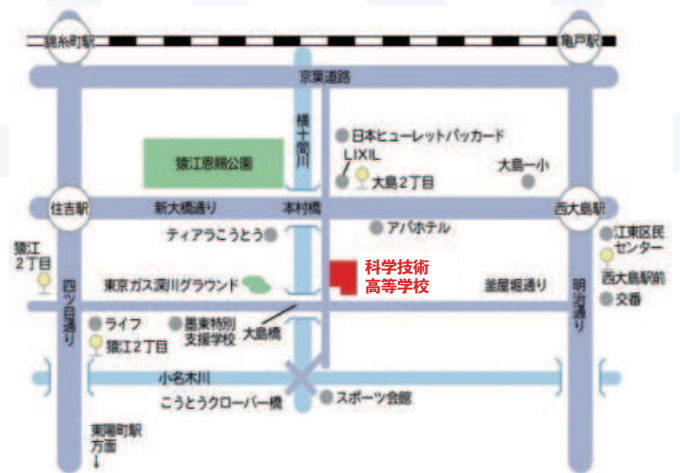 錦糸町駅
亀戸駅
京葉道路
横十間川
日本ヒューレットパッカード
LIXIL
猿江恩賜公園
大島2丁目
大島一小
住吉駅
新大橋通り
本村橋
西大島駅
アパホテル
ティアラこうとう
江東区民
センター
猿江
2丁目
科学技術
高等学校
西大島駅前
東京ガス深川グラウンド
釜屋堀通り
交番
四ツ目通り
明治通り
ライフ
墨東特別
支援学校
大島橋
猿江2丁目
小名木川
こうとうクローバー橋
スポーツ会館
東陽町駅
方面
↓